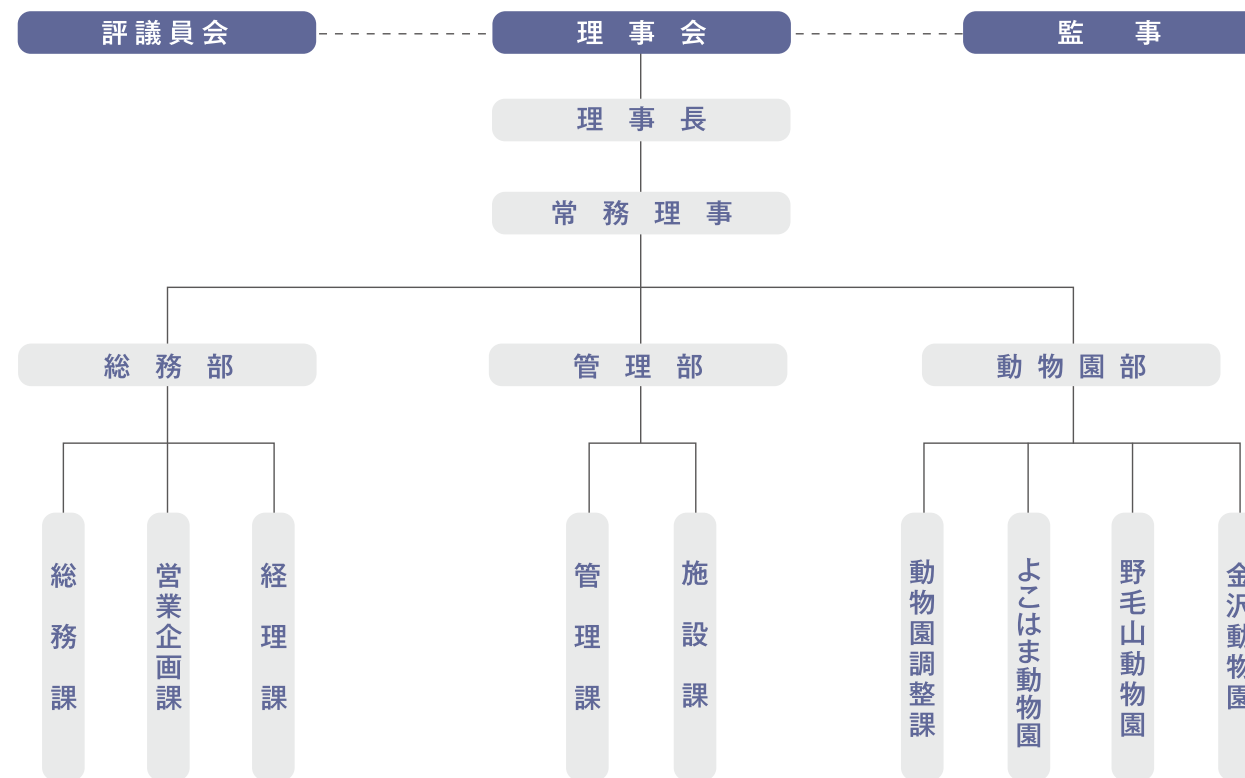 評議員会
理事会
監事
理事長
常務理事
総務部
管理部
動物園部
総務課
営業企画課
経理課
管理課
施設課
動物園調整課
よこはま動物園
野毛山動物園
金沢動物園